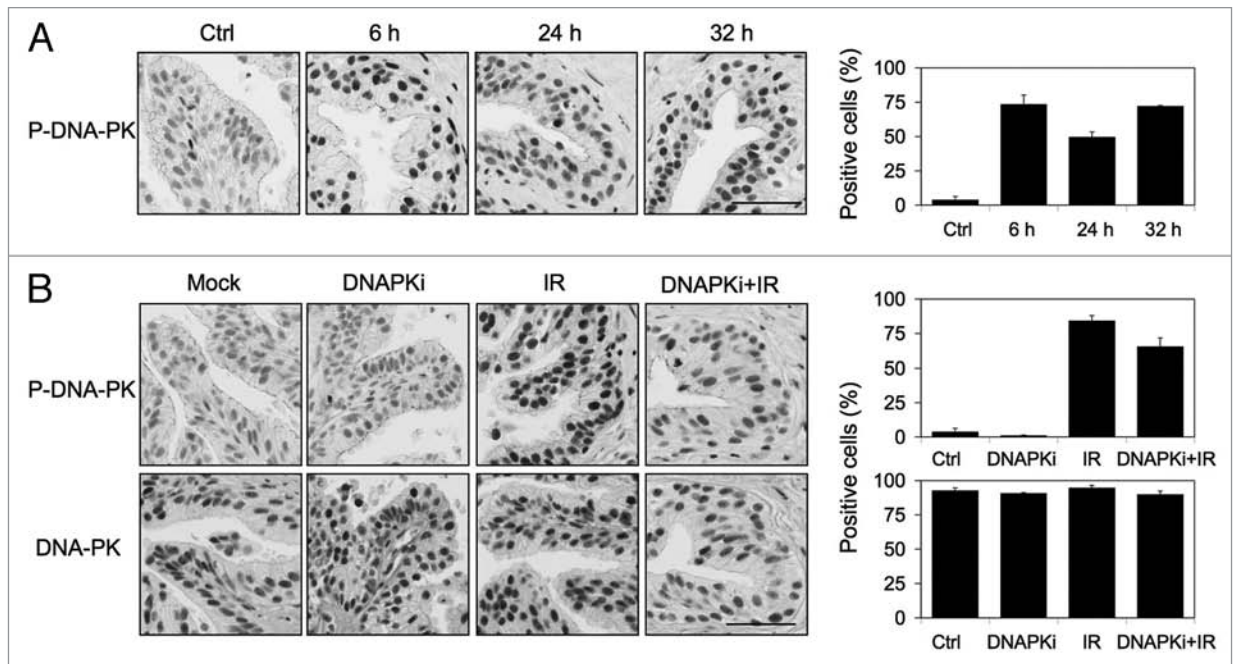 A
Ctrl
6 h
24 h
32 h
P-DNA-PK
Positive cells (%)
100
75
50
25
0
Ctrl
6 h
24 h
32 h
B
Mock
DNAPKi
IR
DNAPKi+IR
P-DNA-PK
DNA-PK
Positive cells (%)
100
75
50
25
0
Ctrl
DNAPKi
IR
DNAPKi+IR
100
75
50
25
0
Ctrl
DNAPKi
IR
DNAPKi+IR